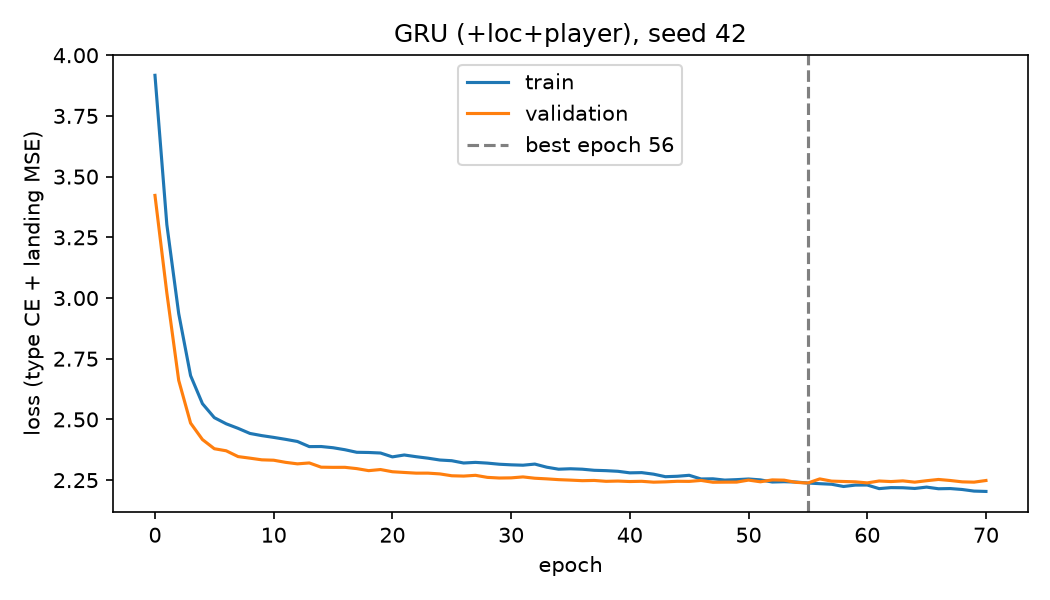 GRU (+loc+player), seed 42
train
validation
best epoch 56
loss (type CE + landing MSE)
4.00
3.75
3.50
3.25
3.00
2.75
2.50
2.25
0 10 20 30 40 50 60 70
epoch